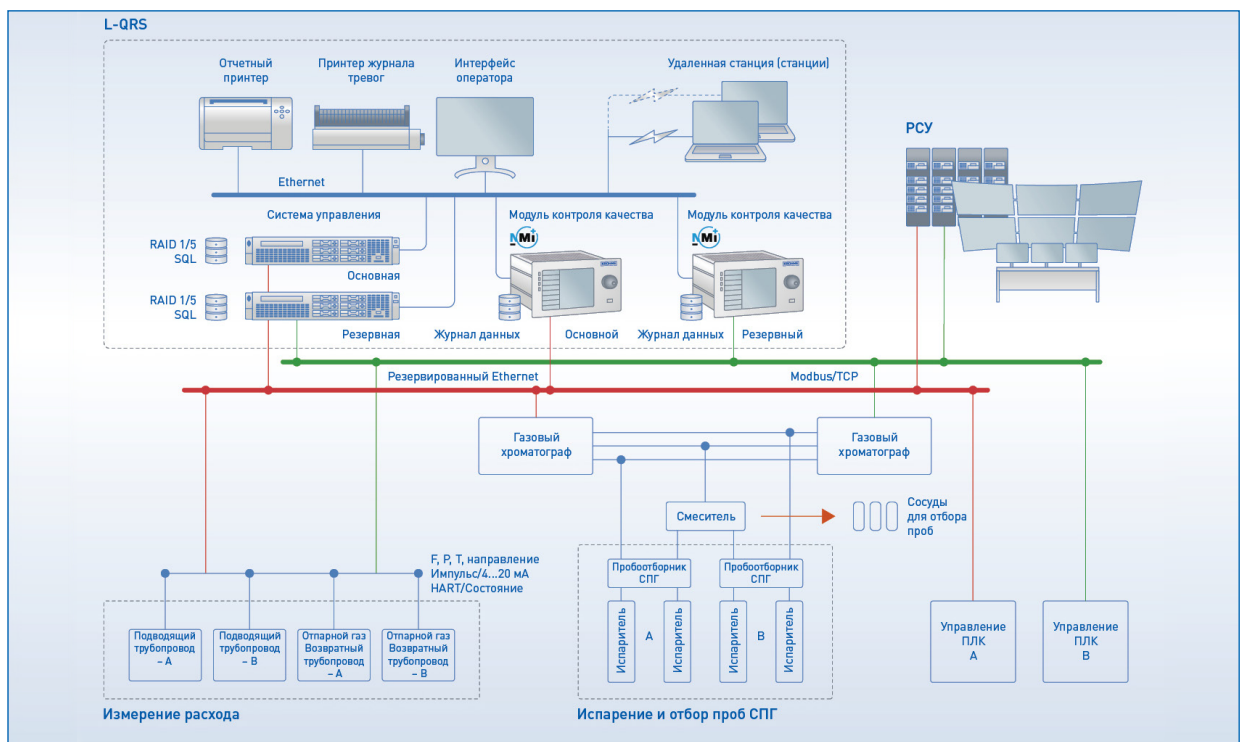 L-QRS
Отчетный
принтер
Принтер журнала
тревог
Интерфейс
оператора
Удаленная станция (станции)
РСУ
Ethernet
Система управления
Модуль контроля качества
Модуль контроля качества
NMi
NMi
RAID 1/5
SQL
Основная
KROHNE
KROHNE
RAID 1/5
SQL
Резервная
Журнал данных
Основной
Журнал данных
Резервный
Резервированный Ethernet
Modbus/TCP
Газовый
хроматограф
Газовый
хроматограф
Смеситель
Сосуды
для отбора
проб
F, P, T, направление
Импульс/4...20 мА
HART/Состояние
Пробоотборник
СПГ
Пробоотборник
СПГ
Подводящий
трубопровод
– A
Подводящий
трубопровод
– B
Отпарной газ
Возвратный
трубопровод
– A
Отпарной газ
Возвратный
трубопровод
– B
Испаритель
A
Испаритель
Испаритель
B
Испаритель
Управление
ПЛК
A
Управление
ПЛК
B
Измерение расхода
Испарение и отбор проб СПГ